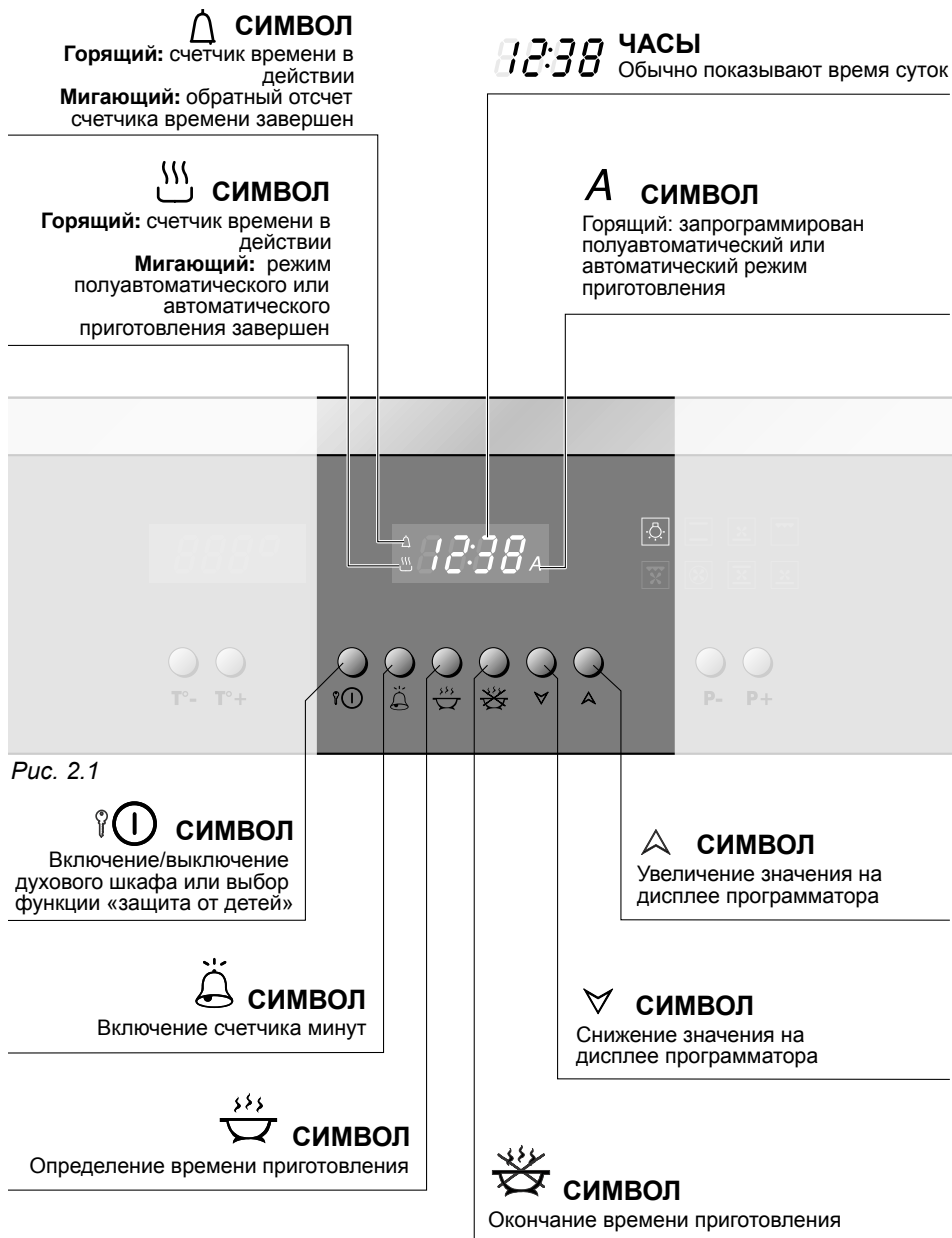 СИМВОЛ
Горящий: счетчик времени в
действии
Мигающий: обратный отсчет
счетчика времени завершен
12:38 ЧАСЫ
Обычно показывают время суток
СИМВОЛ
Горящий: счетчик времени в
действии
Мигающий: режим
полуавтоматического или
автоматического
приготовления завершен
A СИМВОЛ
Горящий: запрограммирован
полуавтоматический или
автоматический режим
приготовления
12:38 A
T°- T°+
P- P+
Рис. 2.1
СИМВОЛ
Включение/выключение
духового шкафа или выбор
функции «защита от детей»
СИМВОЛ
Увеличение значения на
дисплее программатора
СИМВОЛ
Включение счетчика минут
СИМВОЛ
Снижение значения на
дисплее программатора
СИМВОЛ
Определение времени приготовления
СИМВОЛ
Окончание времени приготовления